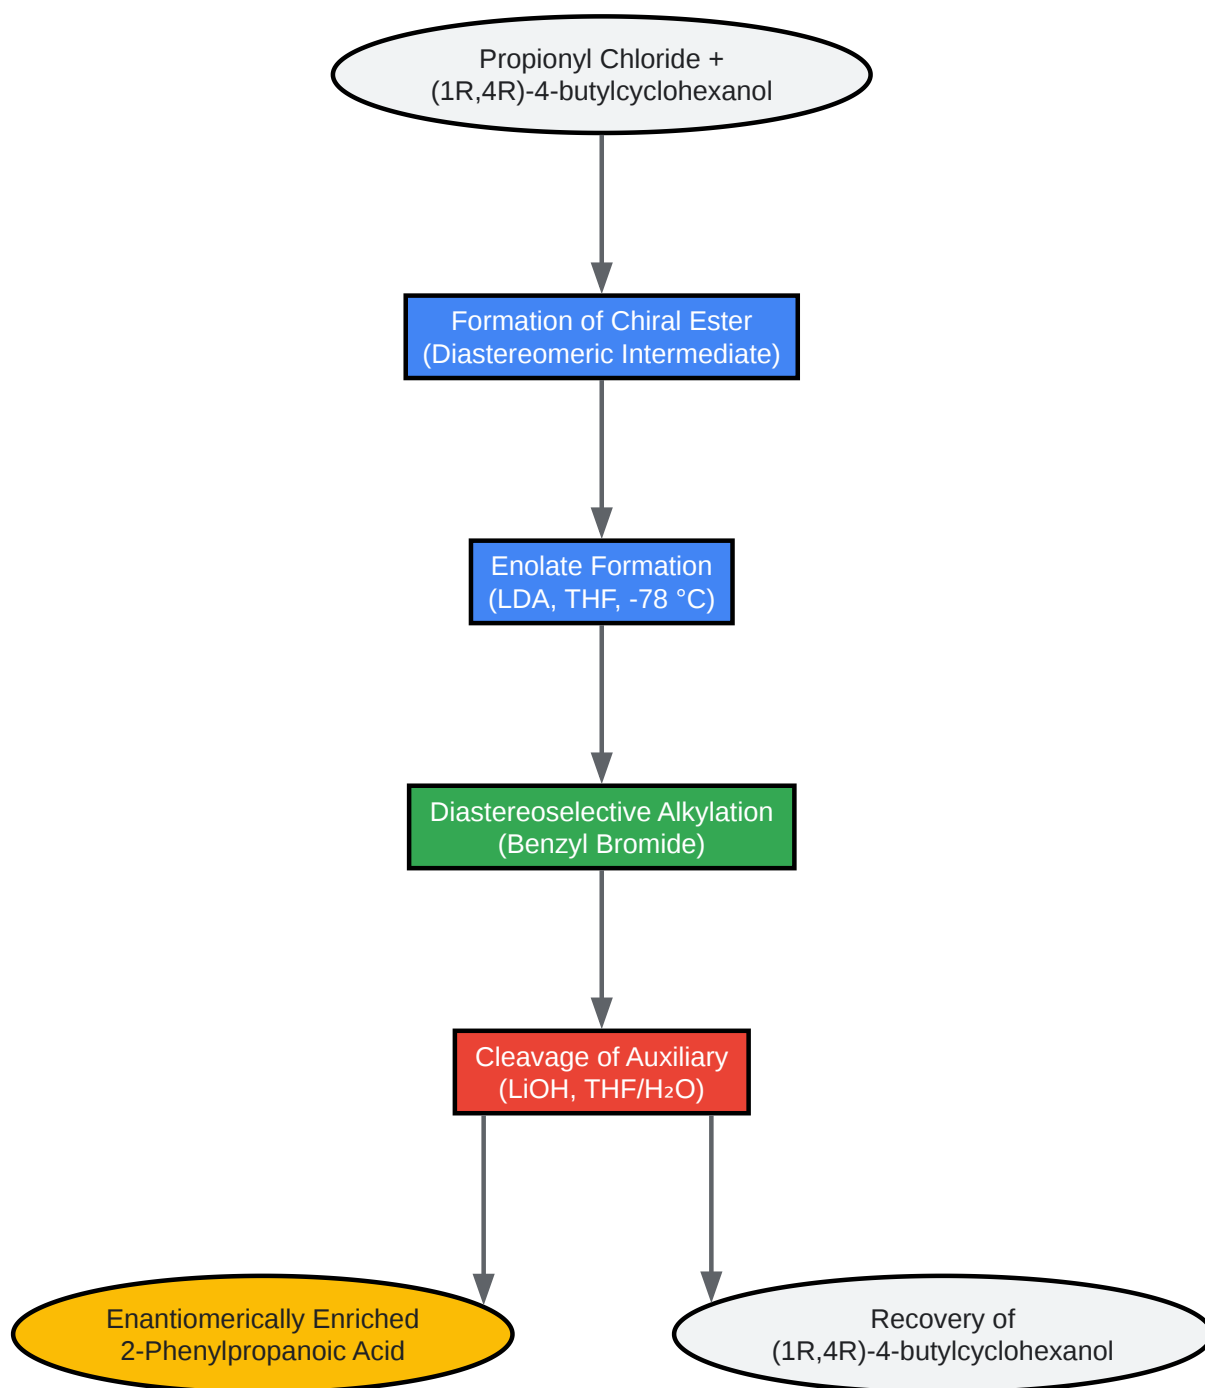 Propionyl Chloride +
(1R,4R)-4-butylcyclohexanol
Formation of Chiral Ester
(Diastereomeric Intermediate)
Enolate Formation
(LDA, THF, -78 °C)
Diastereoselective Alkylation
(Benzyl Bromide)
Cleavage of Auxiliary
(LiOH, THF/H₂O)
Enantiomerically Enriched
2-Phenylpropanoic Acid
Recovery of
(1R,4R)-4-butylcyclohexanol